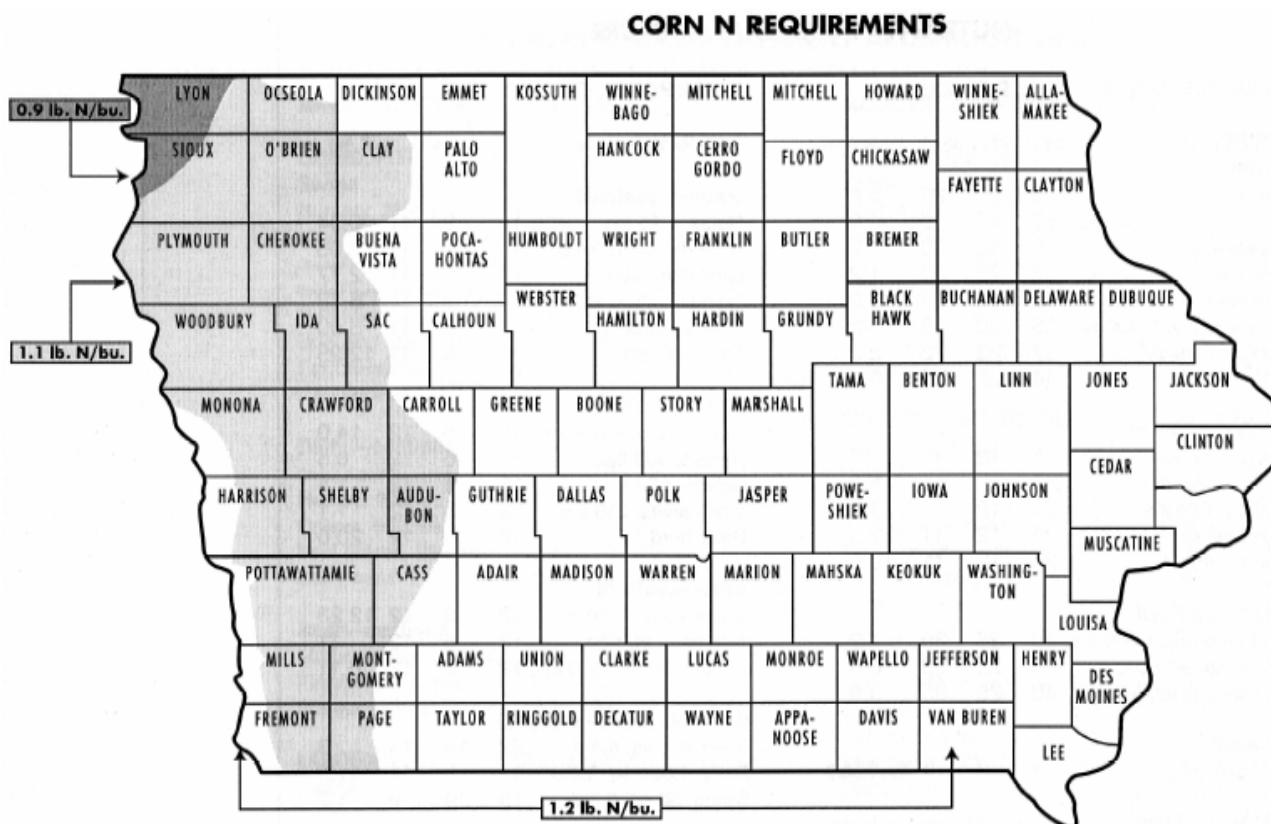 CORN N REQUIREMENTS
0.9 lb. N/bu.
LYON
OCSEOLA
DICKINSON
EMMET
KOSSUTH
WINNE-
BAGO
MITCHELL
MITCHELL
HOWARD
WINNE-
SHIEK
ALLA-
MAKEE
SIOUX
O'BRIEN
CLAY
PALO
ALTO
HANCOCK
CERRO
GORDO
FLOYD
CHICKASAW
FAYETTE
CLAYTON
PLYMOUTH
CHEROKEE
BUENA
VISTA
POCA-
HONTAS
HUMBOLDT
WRIGHT
FRANKLIN
BUTLER
BREMER
1.1 lb. N/bu.
WOODBURY
IDA
SAC
CALHOUN
WEBSTER
HAMILTON
HARDIN
GRUNDY
BLACK
HAWK
BUCHANAN
DELAWARE
DUBUQUE
MONONA
CRAWFORD
CARROLL
GREENE
BOONE
STORY
MARSHALL
TAMA
BENTON
LINN
JONES
JACKSON
CLINTON
CEDAR
HARRISON
SHELBY
AUDU-
BON
GUTHRIE
DALLAS
POLK
JASPER
POWE-
SHIEK
IOWA
JOHNSON
MUSCATINE
POTTAWATTAMIE
CASS
ADAIR
MADISON
WARREN
MARION
MAHSKA
KEOKUK
WASHING-
TON
LOUISA
MILLS
MONT-
GOMERY
ADAMS
UNION
CLARKE
LUCAS
MONROE
WAPELLO
JEFFERSON
HENRY
DES
MOINES
FREMONT
PAGE
TAYLOR
RINGGOLD
DECATUR
WAYNE
APPA-
NOOSE
DAVIS
VAN BUREN
LEE
1.2 lb. N/bu.